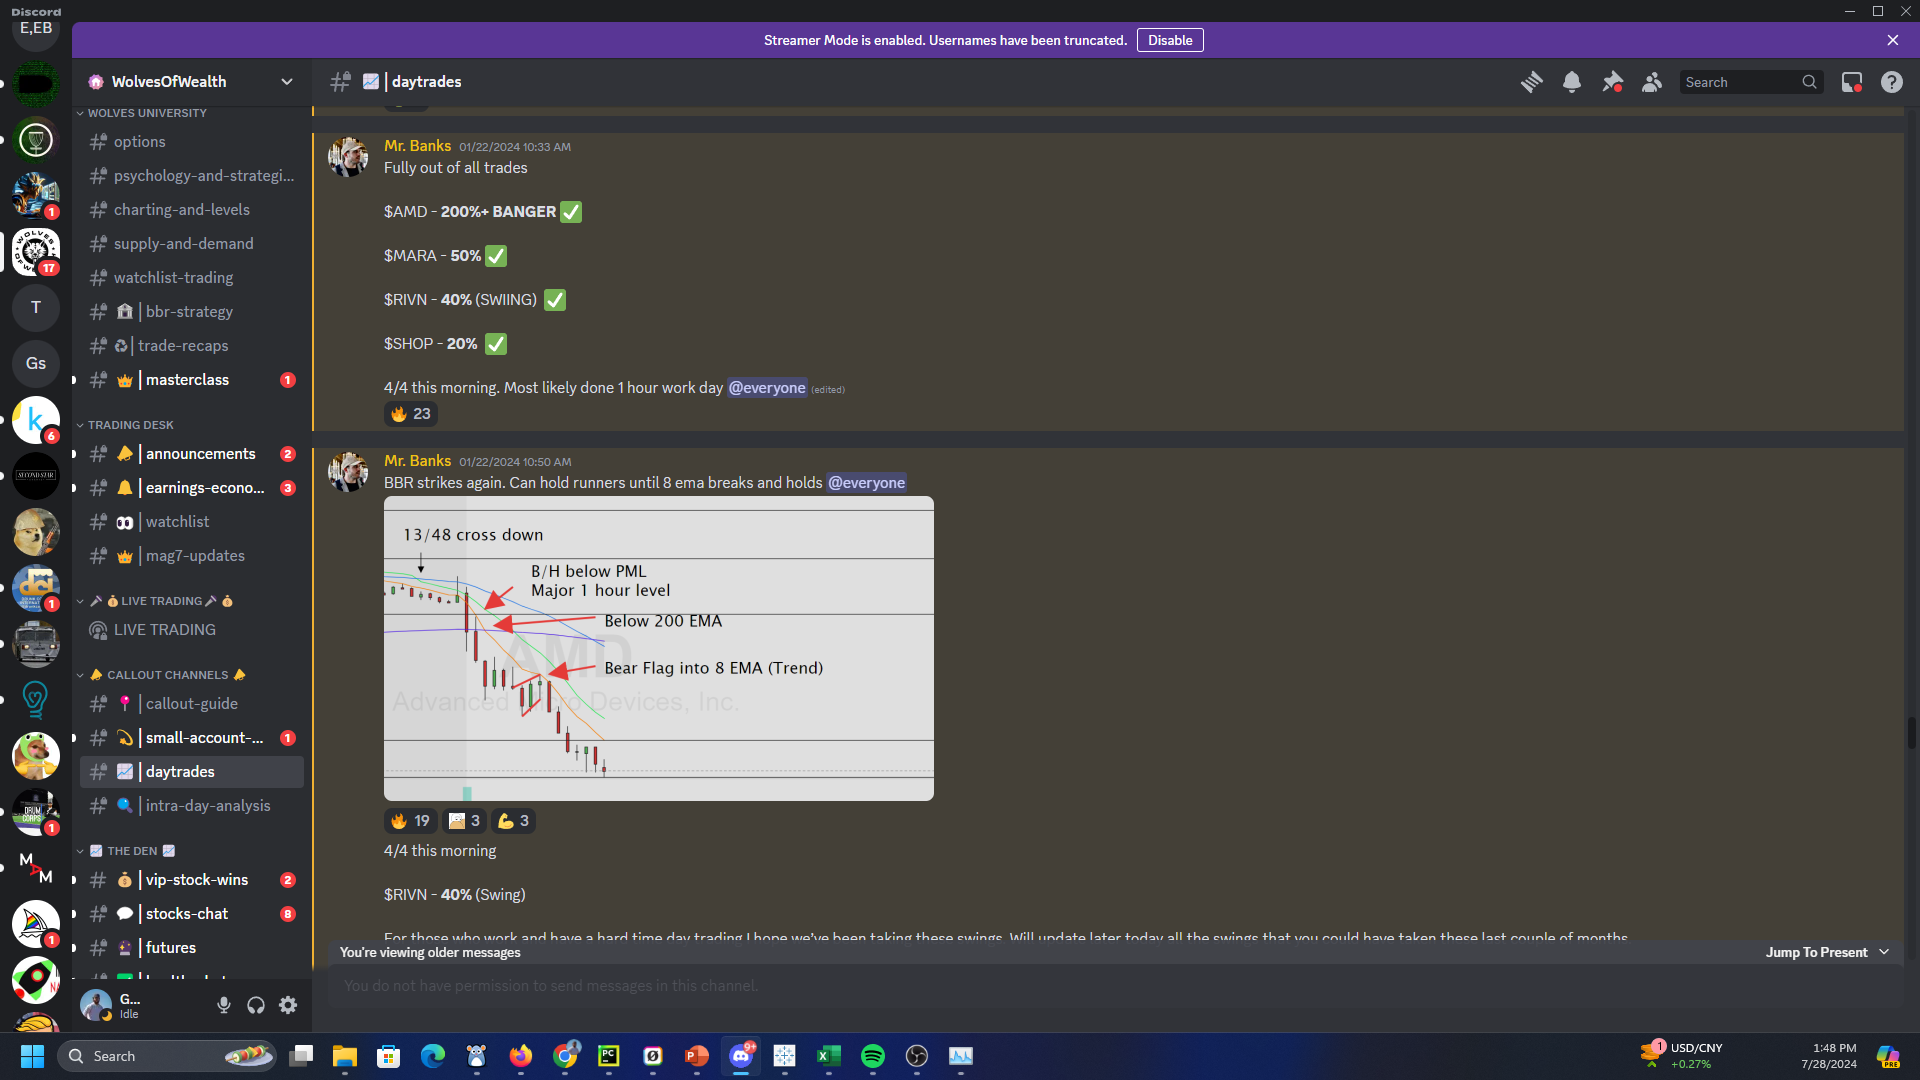 Discord
E,EB
Streamer Mode is enabled. Usernames have been truncated.
Disable
WolvesOfWealth
daytrades
Search
WOLVES UNIVERSITY
options
psychology-and-strategi...
charting-and-levels
supply-and-demand
watchlist-trading
bbr-strategy
trade-recaps
masterclass 1
TRADING DESK
announcements 2
earnings-econo... 3
watchlist
mag7-updates
LIVE TRADING
LIVE TRADING
CALLOUT CHANNELS
callout-guide
small-account-... 1
daytrades
intra-day-analysis
THE DEN
vip-stock-wins 2
stocks-chat 8
futures
1
17
T
Gs
k
6
SECOND STAR
dci
1
DRUM CORPS
1
M A M
1
G...
Idle
Mr. Banks 01/22/2024 10:33 AM
Fully out of all trades
$AMD - 200%+ BANGER
$MARA - 50%
$RIVN - 40% (SWIING)
$SHOP - 20%
4/4 this morning. Most likely done 1 hour work day @everyone (edited)
23
Mr. Banks 01/22/2024 10:50 AM
BBR strikes again. Can hold runners until 8 ema breaks and holds @everyone
13/48 cross down
B/H below PML
Major 1 hour level
Below 200 EMA
AMD
Bear Flag into 8 EMA (Trend)
Advanced Micro Devices, Inc.
19 3 3
4/4 this morning
$RIVN - 40% (Swing)
For those who work and have a hard time day trading I hope we've been taking these swings. Will update later today all the swings that you could have taken these last couple of months
You're viewing older messages
Jump To Present
You do not have permission to send messages in this channel.
Search
PC
9+
1
USD/CNY
+0.27%
1:48 PM
7/28/2024
PRE